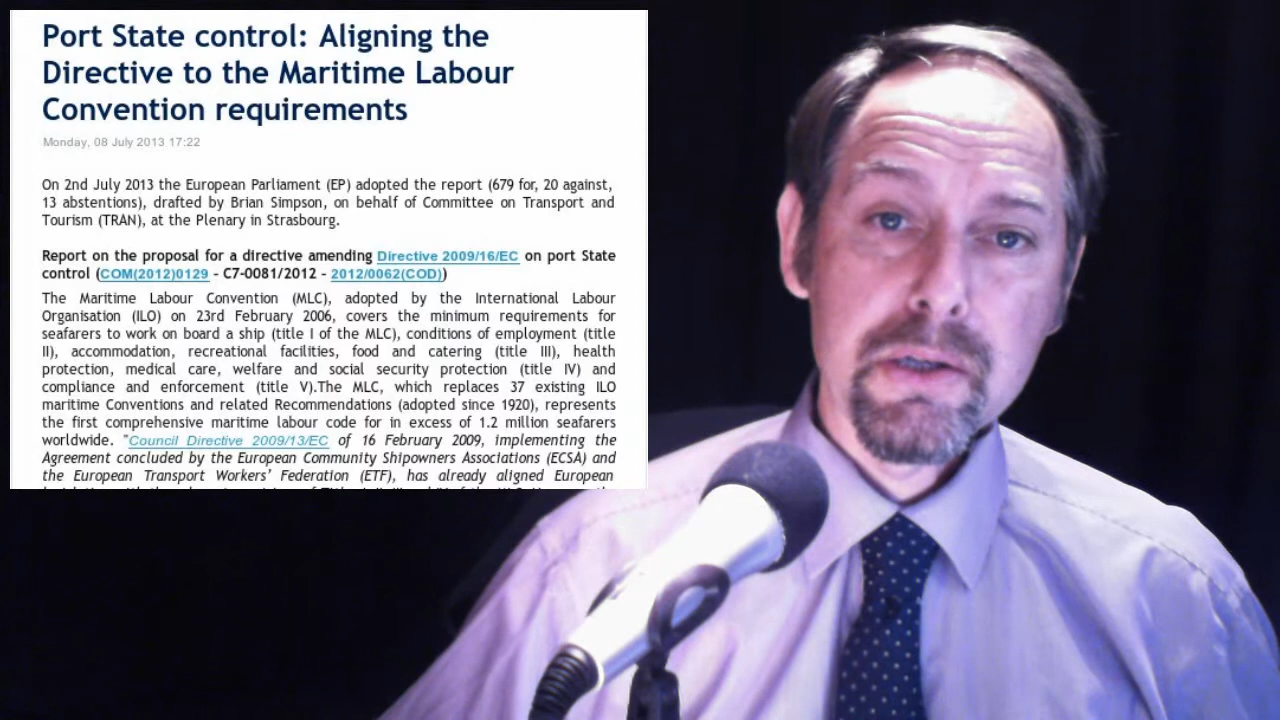 Port State control: Aligning the
Directive to the Maritime Labour
Convention requirements
Monday, 08 July 2013 17:22
On 2nd July 2013 the European Parliament (EP) adopted the report (679 for, 20 against,
13 abstentions), drafted by Brian Simpson, on behalf of Committee on Transport and
Tourism (TRAN), at the Plenary in Strasbourg.
Report on the proposal for a directive amending Directive 2009/16/EC on port State
control (COM(2012)0129 - C7-0081/2012 - 2012/0062(COD))
The Maritime Labour Convention (MLC), adopted by the International Labour
Organisation (ILO) on 23rd February 2006, covers the minimum requirements for
seafarers to work on board a ship (title I of the MLC), conditions of employment (title
II), accommodation, recreational facilities, food and catering (title III), health
protection, medical care, welfare and social security protection (title IV) and
compliance and enforcement (title V).The MLC, which replaces 37 existing ILO
maritime Conventions and related Recommendations (adopted since 1920), represents
the first comprehensive maritime labour code for in excess of 1.2 million seafarers
worldwide. "Council Directive 2009/13/EC of 16 February 2009, implementing the
Agreement concluded by the European Community Shipowners Associations (ECSA) and
the European Transport Workers’ Federation (ETF), has already aligned European